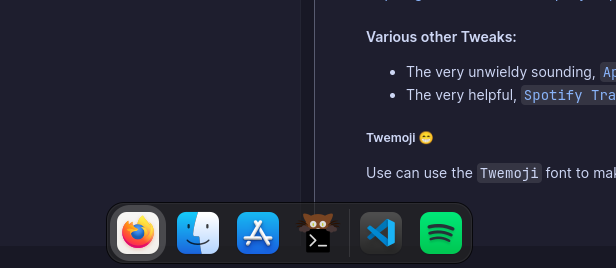 Various other Tweaks:
The very unwieldy sounding, Ap
The very helpful, Spotify Tra
Twemoji 😁
Use can use the Twemoji font to mak